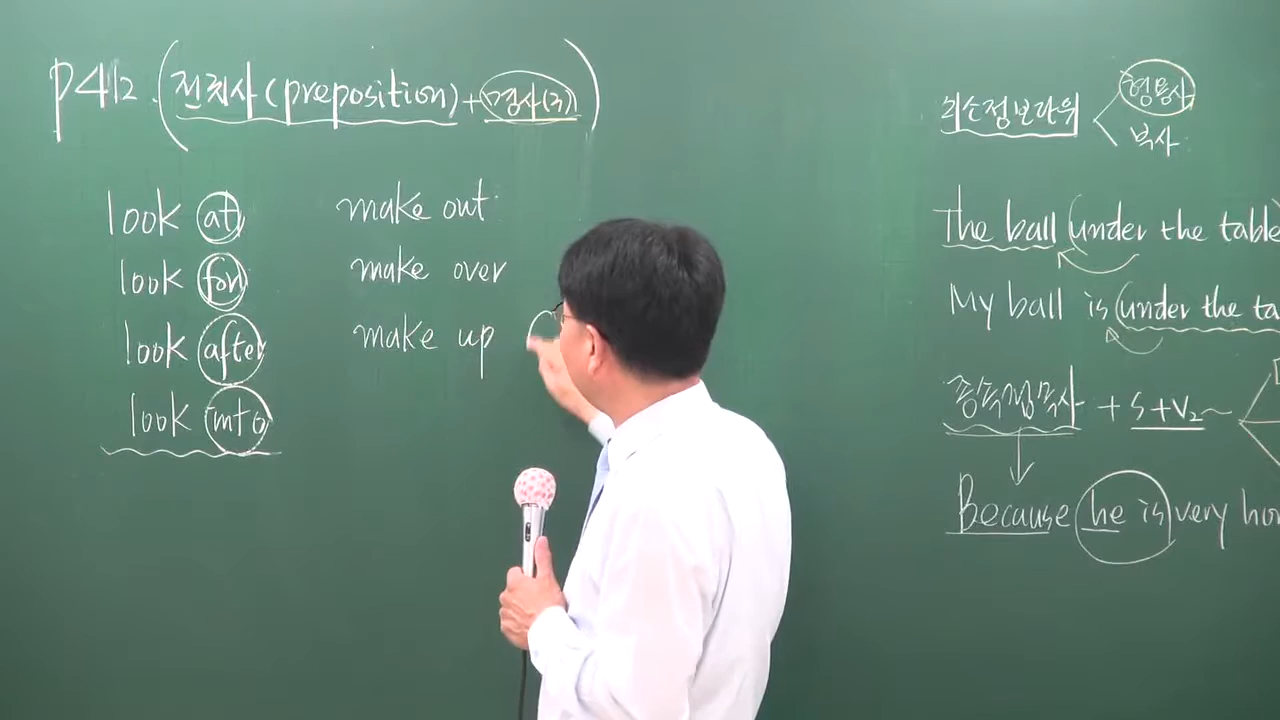 p412. (전치사(preposition)+명사(구))
look at
look for
look after
look into
make out
make over
make up
최소정보단위
형용사
부사
The ball (under the table)
My ball is (under the ta
종속접속사 + S+V₂~
Because he is very hon